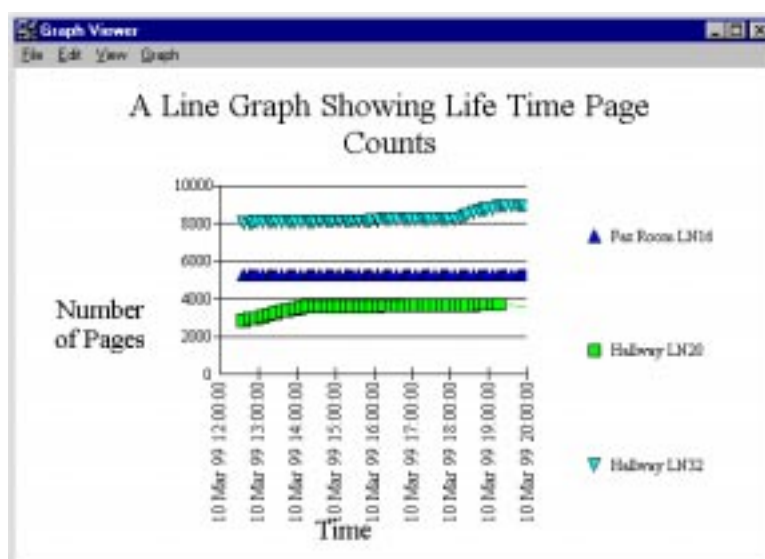 Graph Viewer
File Edit View Graph
A Line Graph Showing Life Time Page
Counts
10000
8000
6000
4000
2000
0
Number
of Pages
10 Mar 99 12:00:00
10 Mar 99 13:00:00
10 Mar 99 14:00:00
10 Mar 99 15:00:00
10 Mar 99 16:00:00
10 Mar 99 17:00:00
10 Mar 99 18:00:00
10 Mar 99 19:00:00
10 Mar 99 20:00:00
Time
Room LN16
Hallway LN20
Hallway LN32